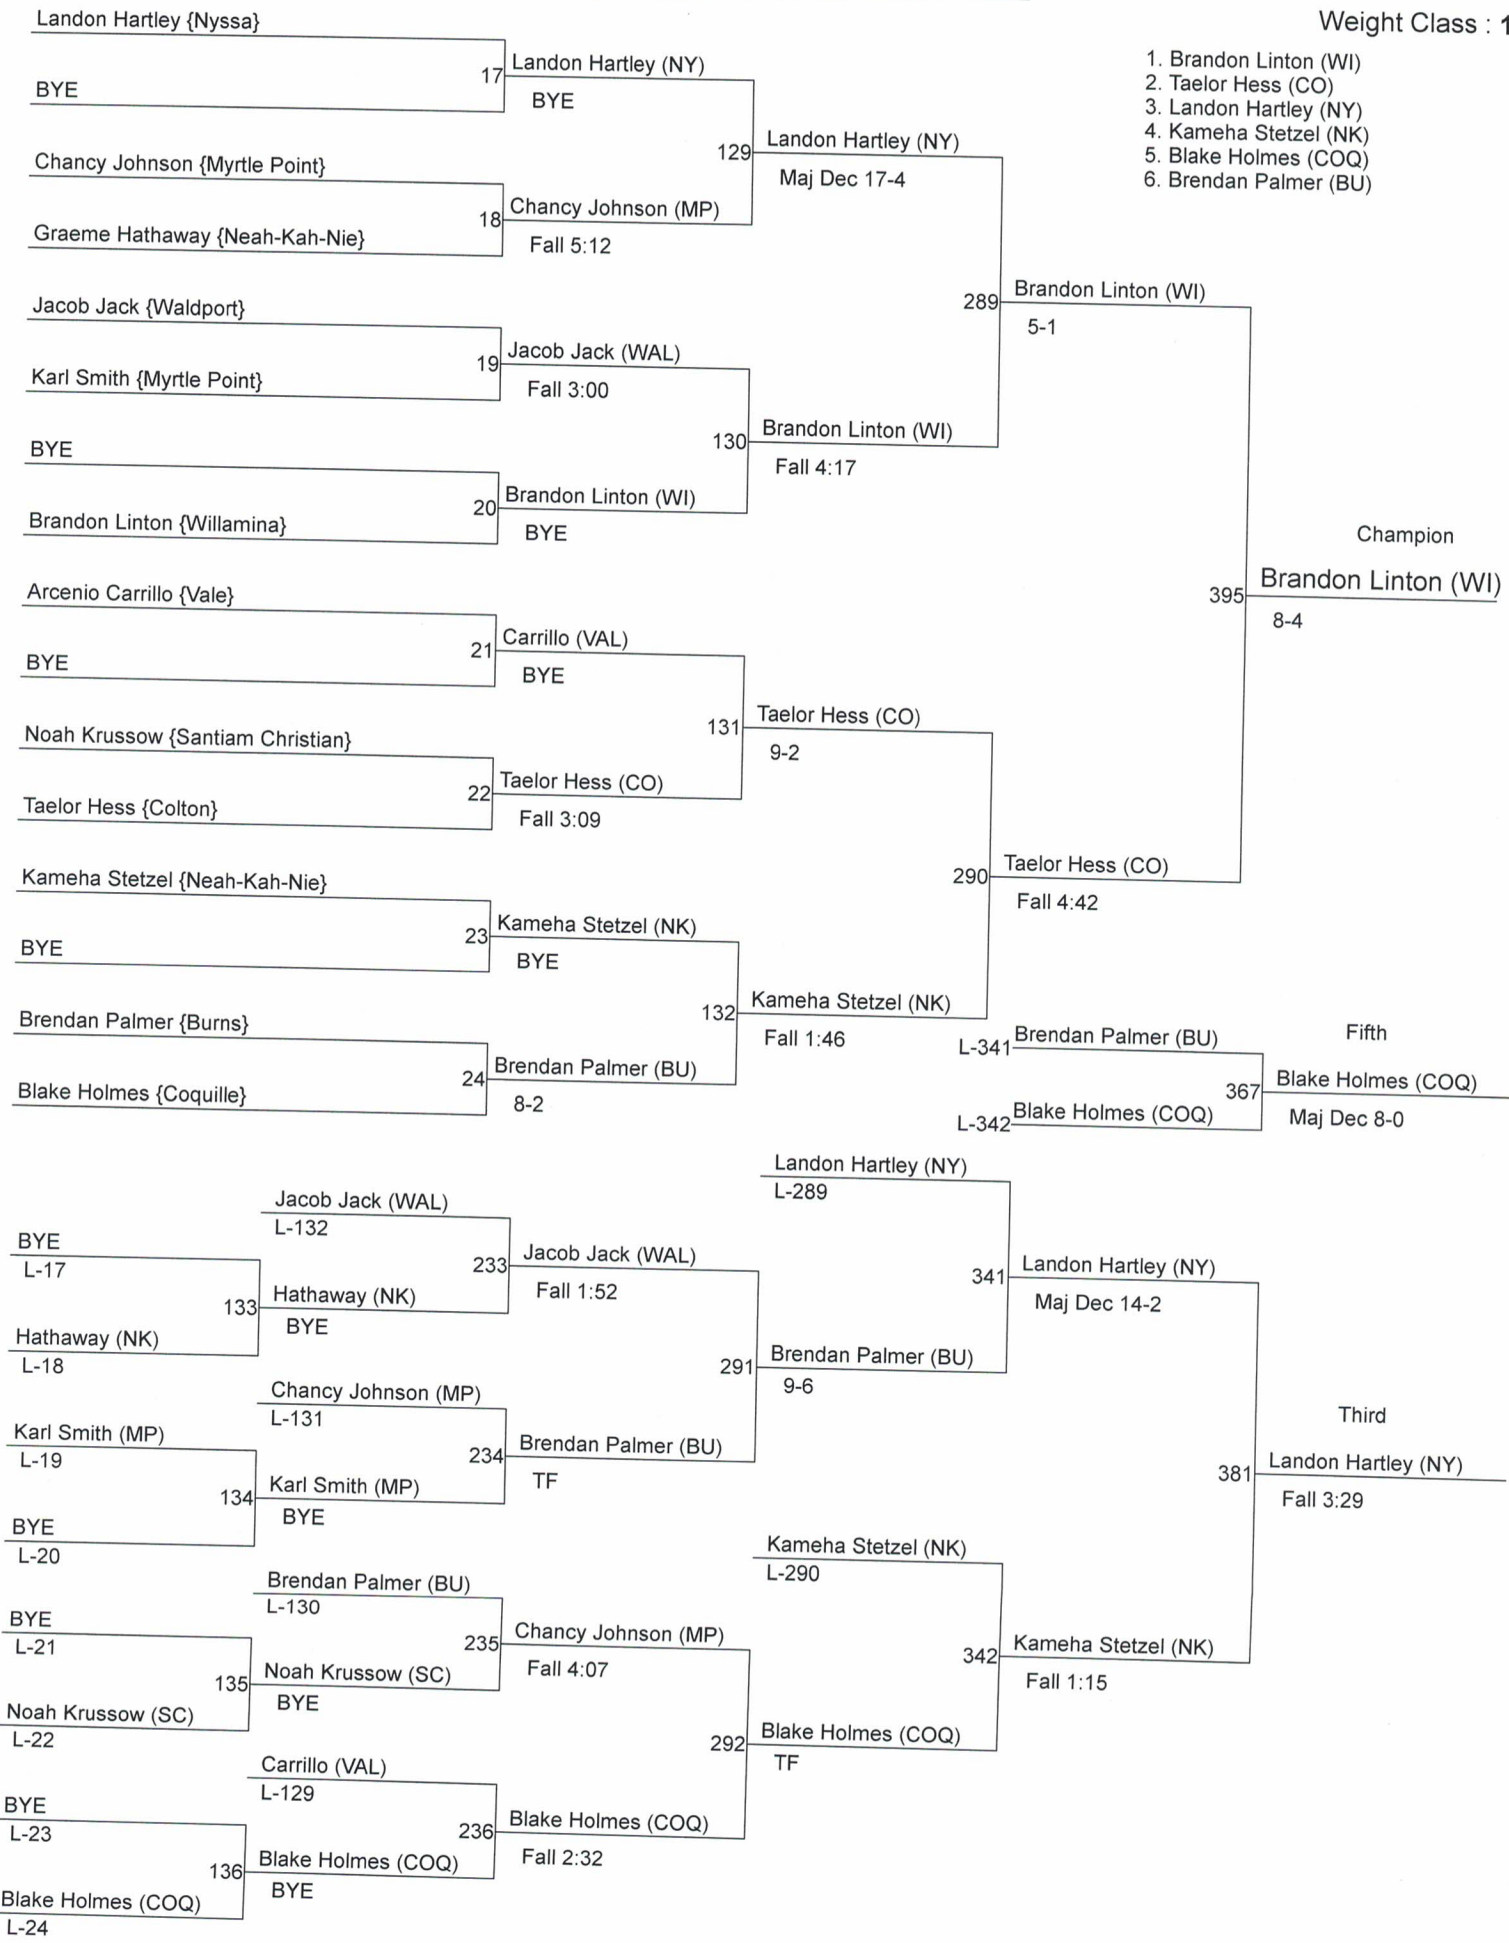 Landon Hartley {Nyssa}
BYE
17
Landon Hartley (NY)
BYE
Chancy Johnson {Myrtle Point}
Graeme Hathaway {Neah-Kah-Nie}
18
Chancy Johnson (MP)
Fall 5:12
129
Landon Hartley (NY)
Maj Dec 17-4
Jacob Jack {Waldport}
Karl Smith {Myrtle Point}
19
Jacob Jack (WAL)
Fall 3:00
BYE
Brandon Linton {Willamina}
20
Brandon Linton (WI)
BYE
130
Brandon Linton (WI)
Fall 4:17
289
Brandon Linton (WI)
5-1
Arcenio Carrillo {Vale}
BYE
21
Carrillo (VAL)
BYE
Noah Krussow {Santiam Christian}
Taelor Hess {Colton}
22
Taelor Hess (CO)
Fall 3:09
131
Taelor Hess (CO)
9-2
Kameha Stetzel {Neah-Kah-Nie}
BYE
23
Kameha Stetzel (NK)
BYE
Brendan Palmer {Burns}
Blake Holmes {Coquille}
24
Brendan Palmer (BU)
8-2
132
Kameha Stetzel (NK)
Fall 1:46
290
Taelor Hess (CO)
Fall 4:42
Weight Class : 1
1. Brandon Linton (WI)
2. Taelor Hess (CO)
3. Landon Hartley (NY)
4. Kameha Stetzel (NK)
5. Blake Holmes (COQ)
6. Brendan Palmer (BU)
Champion
395
Brandon Linton (WI)
8-4
L-341
Brendan Palmer (BU)
L-342
Blake Holmes (COQ)
Fifth
367
Blake Holmes (COQ)
Maj Dec 8-0
BYE
L-17
Hathaway (NK)
L-18
133
Jacob Jack (WAL)
L-132
Hathaway (NK)
BYE
233
Jacob Jack (WAL)
Fall 1:52
Karl Smith (MP)
L-19
BYE
L-20
134
Chancy Johnson (MP)
L-131
Karl Smith (MP)
BYE
234
Brendan Palmer (BU)
TF
291
Brendan Palmer (BU)
9-6
Landon Hartley (NY)
L-289
341
Landon Hartley (NY)
Maj Dec 14-2
BYE
L-21
Noah Krussow (SC)
L-22
135
Brendan Palmer (BU)
L-130
Noah Krussow (SC)
BYE
235
Chancy Johnson (MP)
Fall 4:07
BYE
L-23
Blake Holmes (COQ)
L-24
136
Carrillo (VAL)
L-129
Blake Holmes (COQ)
BYE
236
Blake Holmes (COQ)
Fall 2:32
292
Blake Holmes (COQ)
TF
Kameha Stetzel (NK)
L-290
342
Kameha Stetzel (NK)
Fall 1:15
Third
381
Landon Hartley (NY)
Fall 3:29